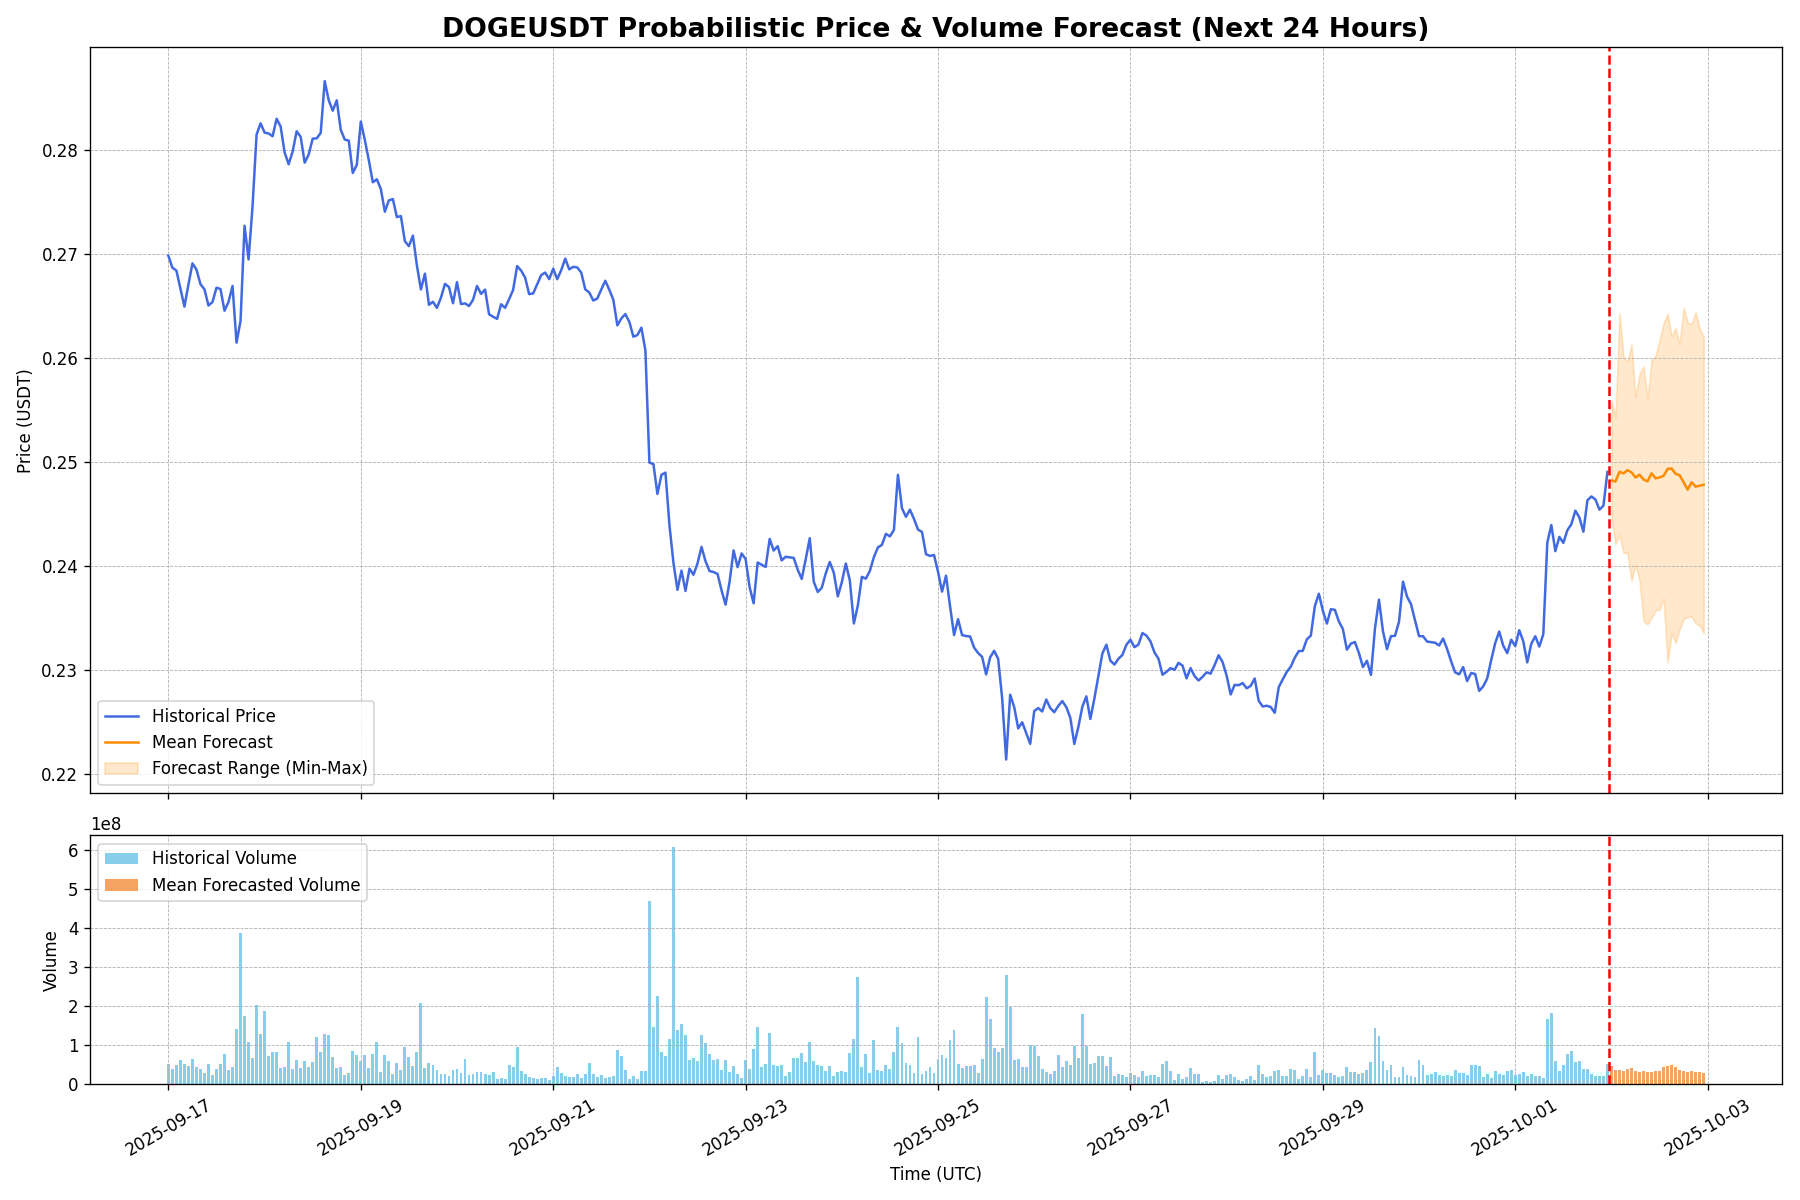 DOGEUSDT Probabilistic Price & Volume Forecast (Next 24 Hours)
Price (USDT)
0.28
0.27
0.26
0.25
0.24
0.23
0.22
Historical Price
Mean Forecast
Forecast Range (Min-Max)
1e8
Volume
6
5
4
3
2
1
0
Historical Volume
Mean Forecasted Volume
2025-09-17
2025-09-19
2025-09-21
2025-09-23
2025-09-25
2025-09-27
2025-09-29
2025-10-01
2025-10-03
Time (UTC)